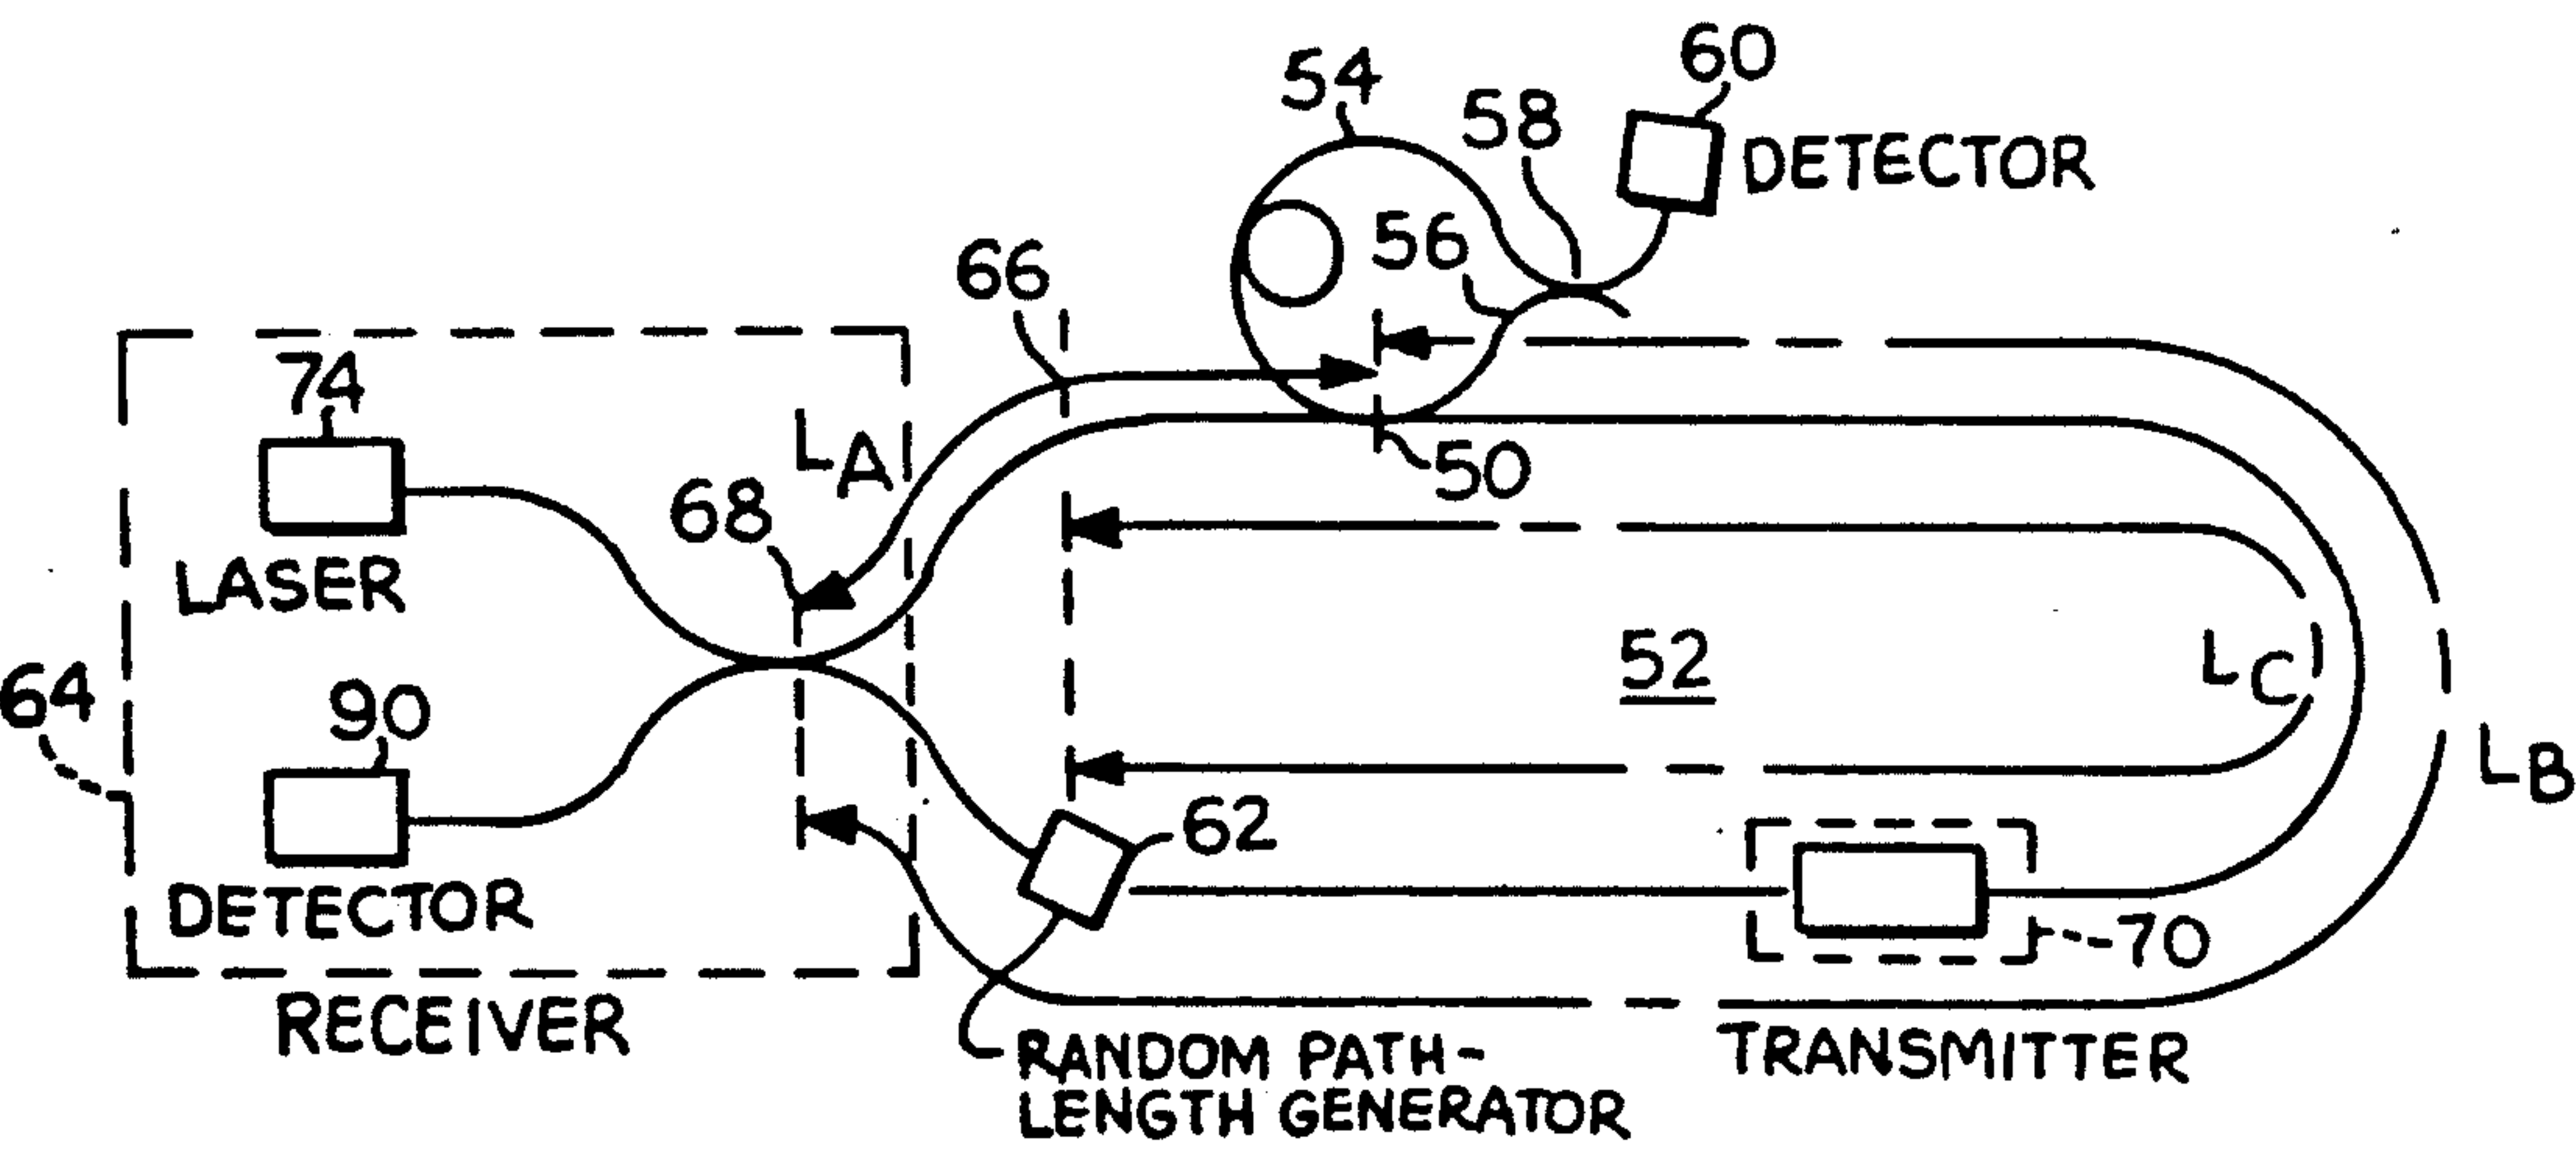 60
54
58
DETECTOR
56
66
74
LA
50
68
LASER
52
LC
64
90
LB
62
DETECTOR
70
RECEIVER
RANDOM PATH-
LENGTH GENERATOR
TRANSMITTER